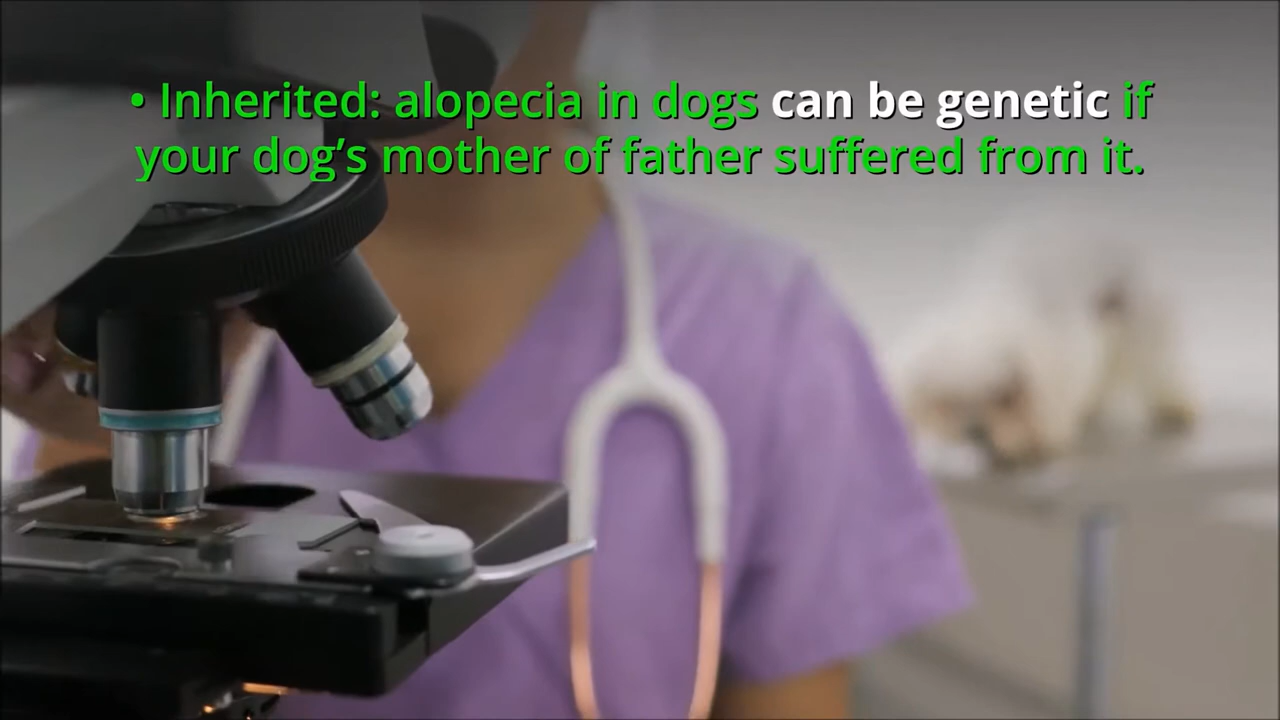 • Inherited: alopecia in dogs can be genetic if
your dog’s mother of father suffered from it.